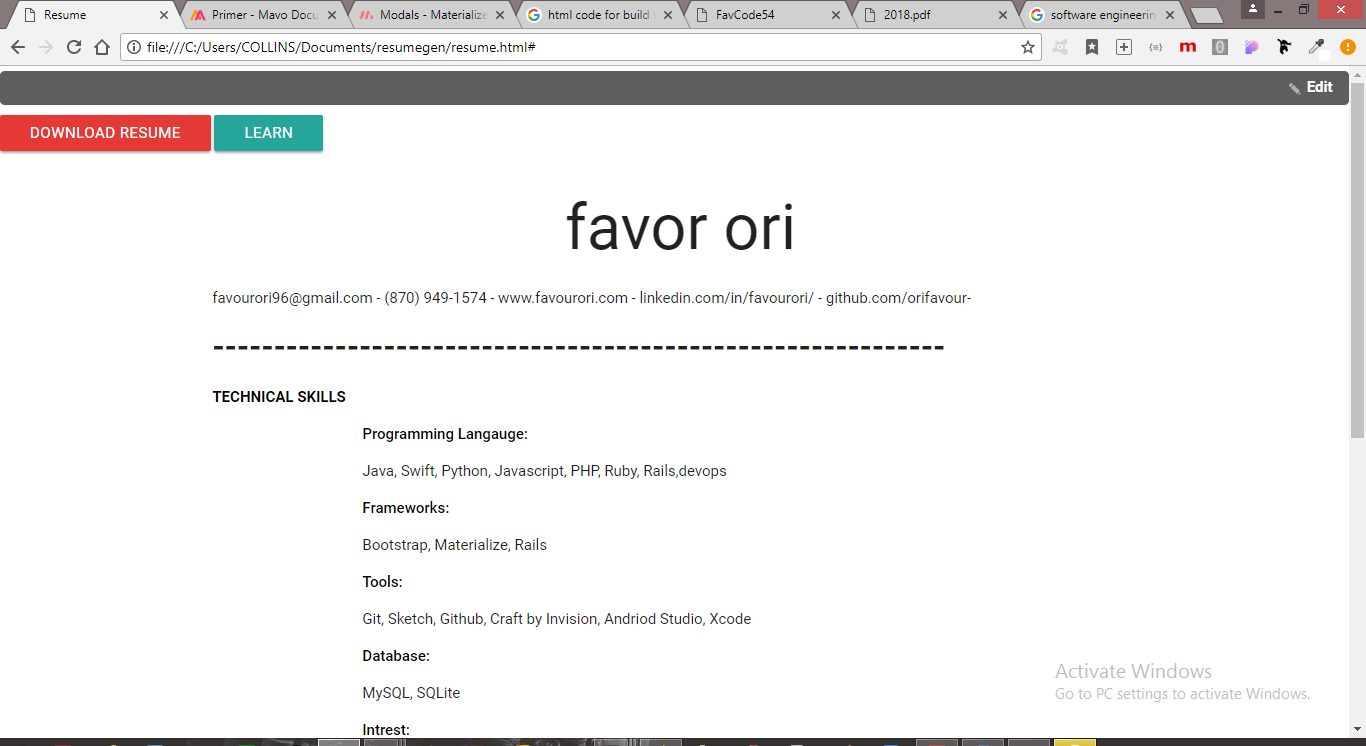 Resume
Primer - Mavo Docu
Modals - Materialize
html code for build
FavCode54
2018.pdf
software engineerin
file:///C:/Users/COLLINS/Documents/resumegen/resume.html#
Edit
DOWNLOAD RESUME LEARN
favor ori
favourori96@gmail.com - (870) 949-1574 - www.favourori.com - linkedin.com/in/favourori/ - github.com/orifavour-
------------------------------------------------------------
TECHNICAL SKILLS
Programming Langauge:
Java, Swift, Python, Javascript, PHP, Ruby, Rails,devops
Frameworks:
Bootstrap, Materialize, Rails
Tools:
Git, Sketch, Github, Craft by Invision, Andriod Studio, Xcode
Database:
MySQL, SQLite
Intrest:
Activate Windows
Go to PC settings to activate Windows.